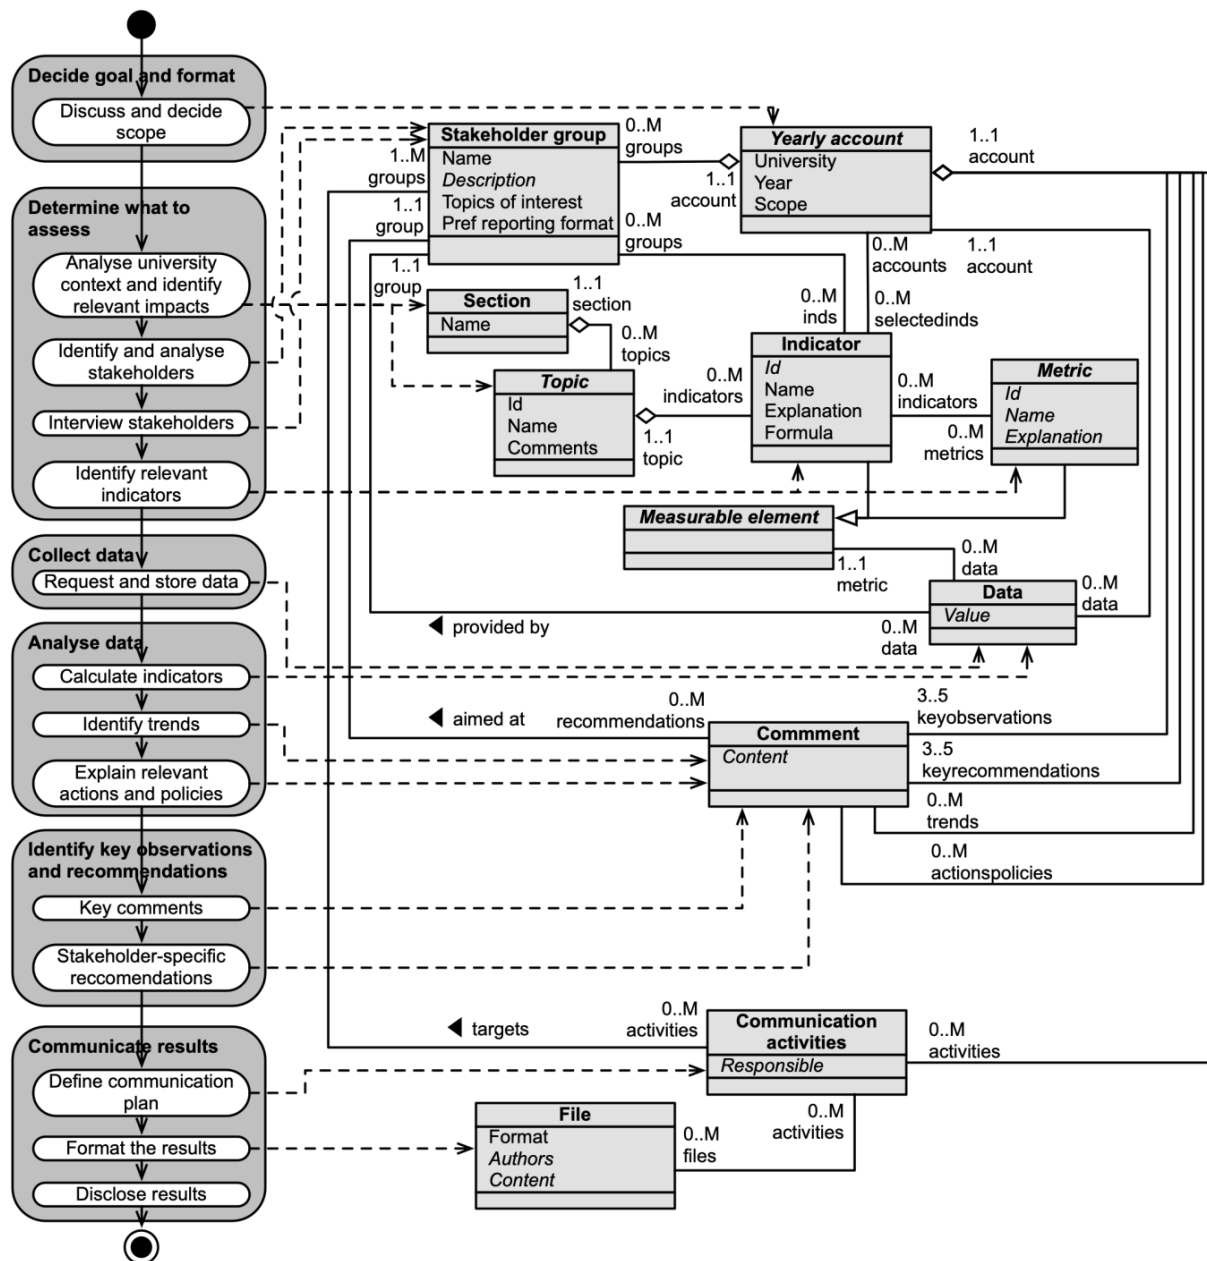 Decide goal and format
Discuss and decide
scope
Determine what to
assess
Analyse university
context and identify
relevant impacts
Identify and analyse
stakeholders
Interview stakeholders
Identify relevant
indicators
Collect data
Request and store data
Analyse data
Calculate indicators
Identify trends
Explain relevant
actions and policies
Identify key observations
and recommendations
Key comments
Stakeholder-specific
reccomendations
Communicate results
Define communication
plan
Format the results
Disclose results
Stakeholder group
Name
Description
Topics of interest
Pref reporting format
1..M
groups
1..1
group
1..1
group
0..M
groups
1..1
account
0..M
groups
Yearly account
University
Year
Scope
1..1
account
0..M
accounts
1..1
account
Section
Name
1..1
section
0..M
topics
Topic
Id
Name
Comments
0..M
indicators
1..1
topic
0..M
inds
0..M
selectedinds
Indicator
Id
Name
Explanation
Formula
0..M
indicators
0..M
metrics
Metric
Id
Name
Explanation
Measurable element
1..1
metric
0..M
data
Data
Value
0..M
data
0..M
data
provided by
aimed at
0..M
recommendations
Commment
Content
3..5
keyobservations
3..5
keyrecommendations
0..M
trends
0..M
actionspolicies
targets
0..M
activities
Communication
activities
Responsible
0..M
activities
0..M
activities
File
Format
Authors
Content
0..M
files